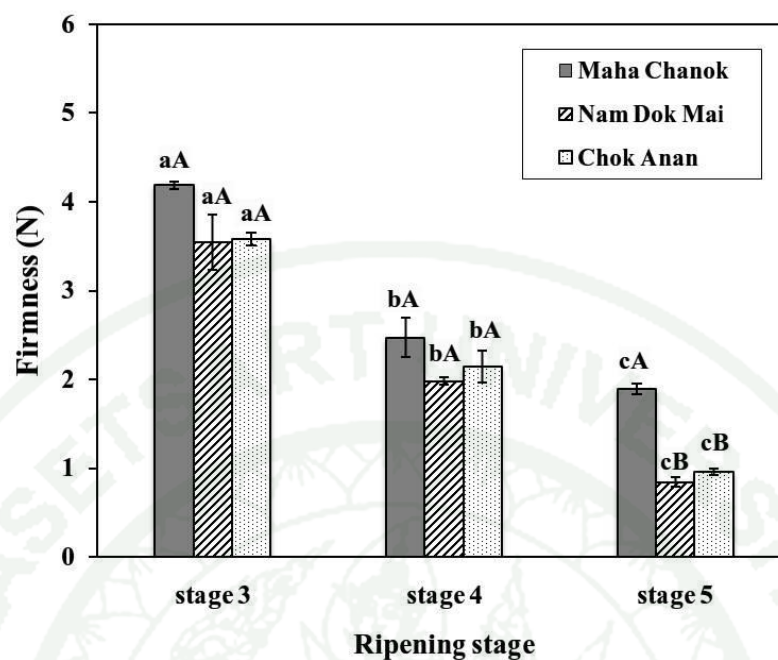 6
5
4
3
2
1
0
Firmness (N)
Maha Chanok
Nam Dok Mai
Chok Anan
aA
aA
aA
bA
bA
bA
cA
cB
cB
stage 3
stage 4
stage 5
Ripening stage